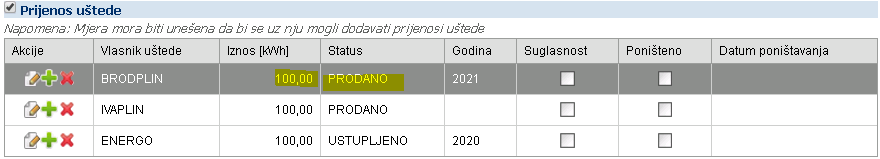 Prijenos uštede
Napomena; Mjera mora biti unešena da bi se uz nju mogli dodavati prijenosi uštede
Akcije Vlasnik uštede Iznos [kWh] Status Godina Suglasnost Poništeno Datum poništavanja
BRODPLIN 100,00 PRODANO 2021
IVAPLIN 100,00 PRODANO
ENERGO 100,00 USTUPLJENO 2020